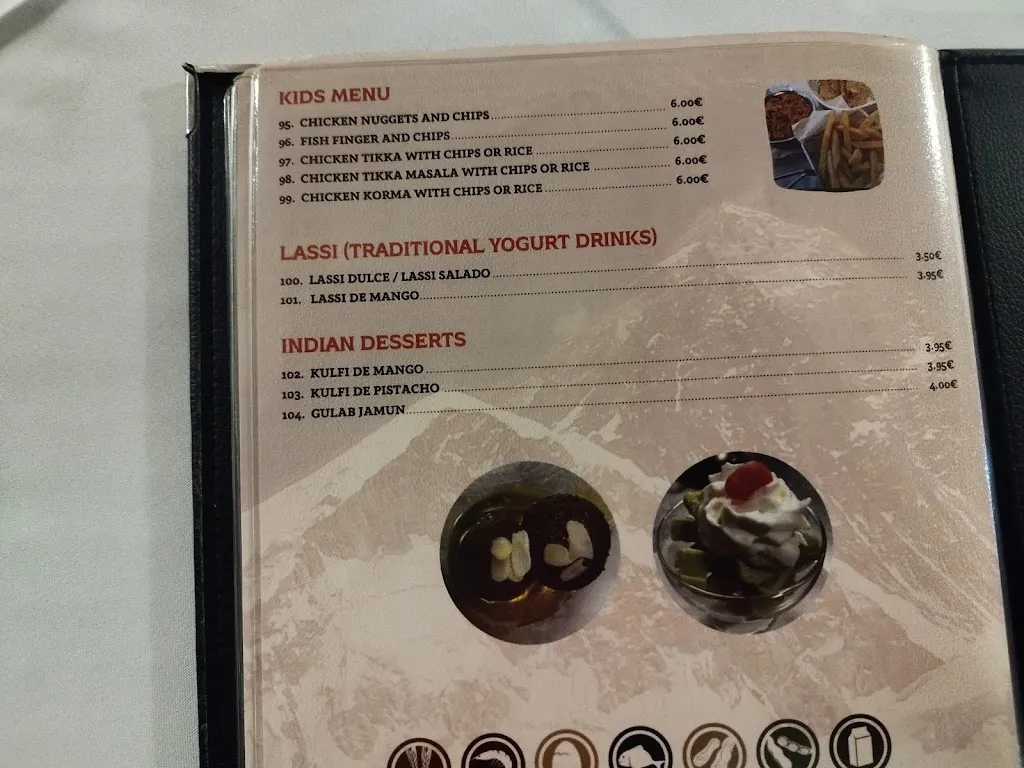 KIDS MENU
95. CHICKEN NUGGETS AND CHIPS 6.00€
96. FISH FINGER AND CHIPS 6.00€
97. CHICKEN TIKKA WITH CHIPS OR RICE 6.00€
98. CHICKEN TIKKA MASALA WITH CHIPS OR RICE 6.00€
99. CHICKEN KORMA WITH CHIPS OR RICE 6.00€
LASSI (TRADITIONAL YOGURT DRINKS)
100. LASSI DULCE / LASSI SALADO 3.50€
101. LASSI DE MANGO 3.95€
INDIAN DESSERTS
102. KULFI DE MANGO 3.95€
103. KULFI DE PISTACHO 3.95€
104. GULAB JAMUN 4.00€